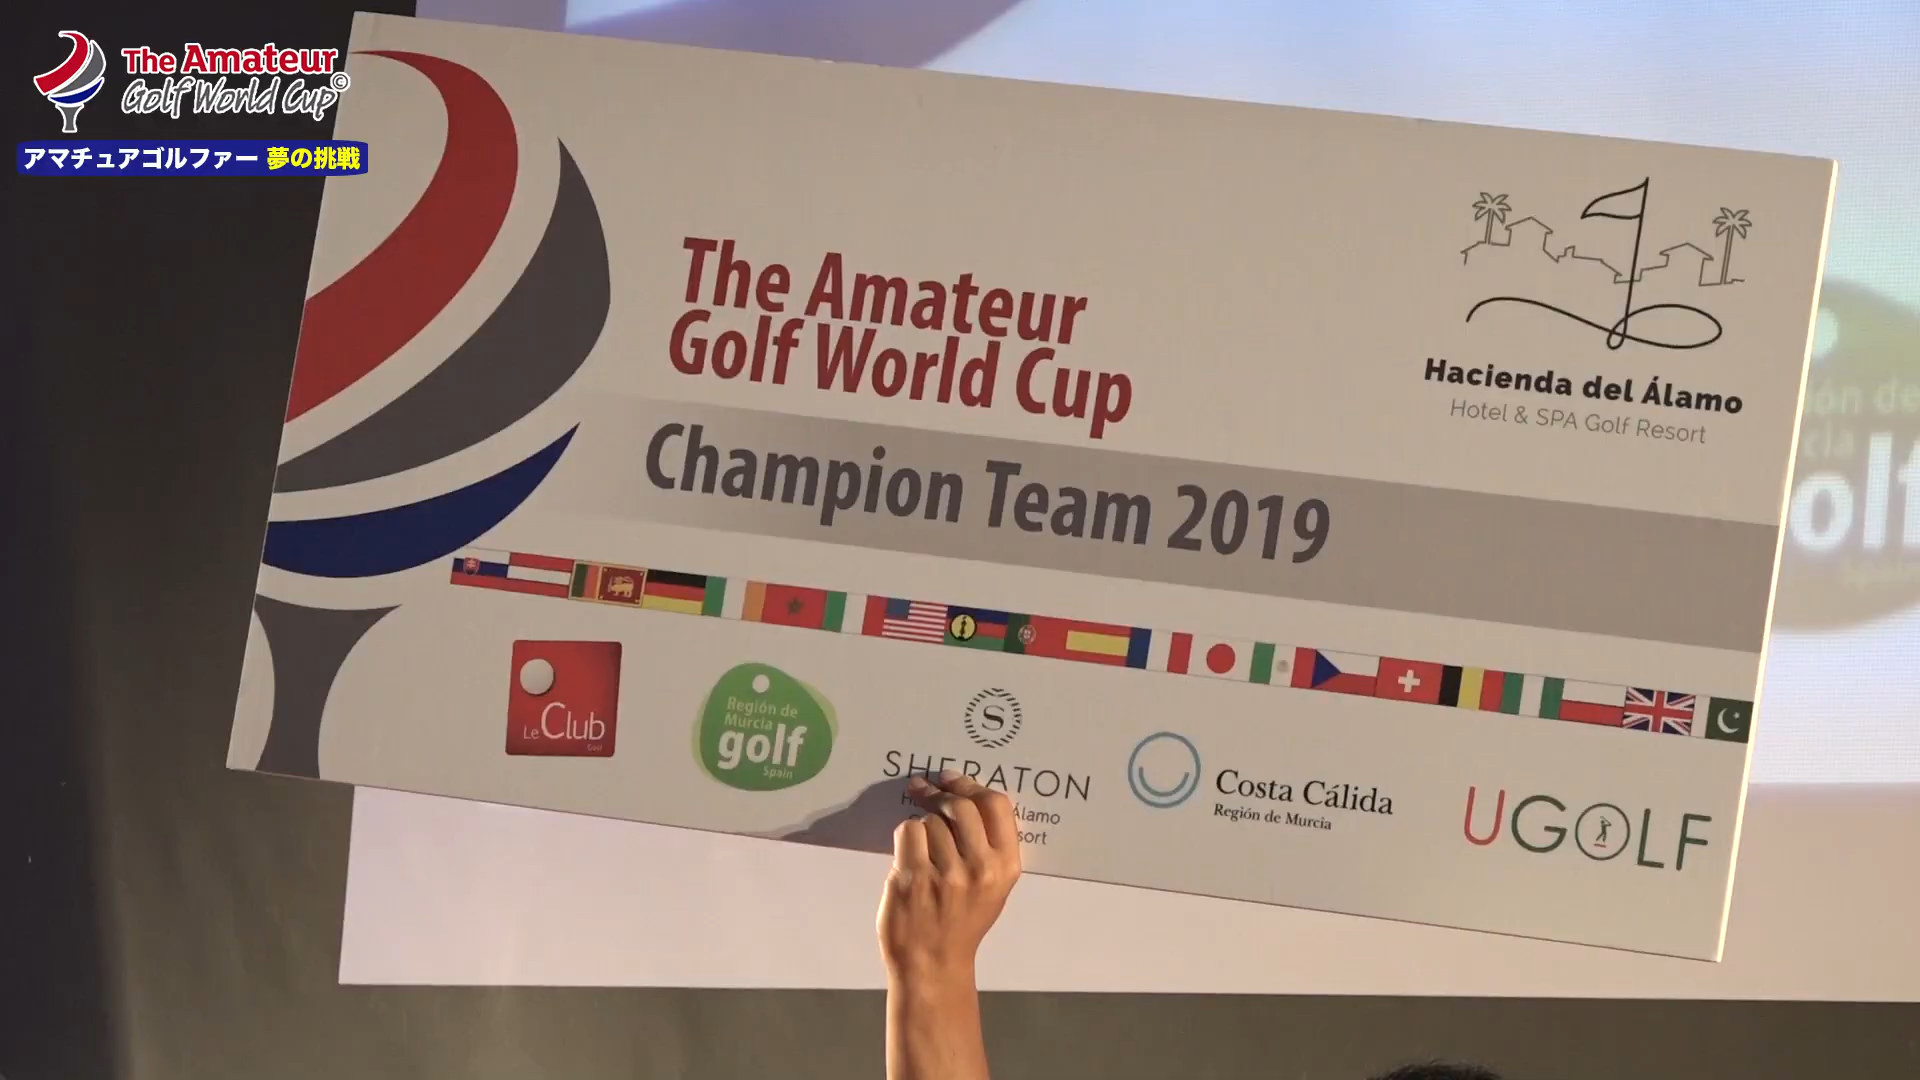 The Amateur
Golf World Cup©
アマチュアゴルファー 夢の挑戦
The Amateur
Golf World Cup
Champion Team 2019
Hacienda del Álamo
Hotel & SPA Golf Resort
Le Club
Golf
Región de
Murcia
golf
Spain
S
SHERATON
Álamo
Costa Cálida
Región de Murcia
UGOLF